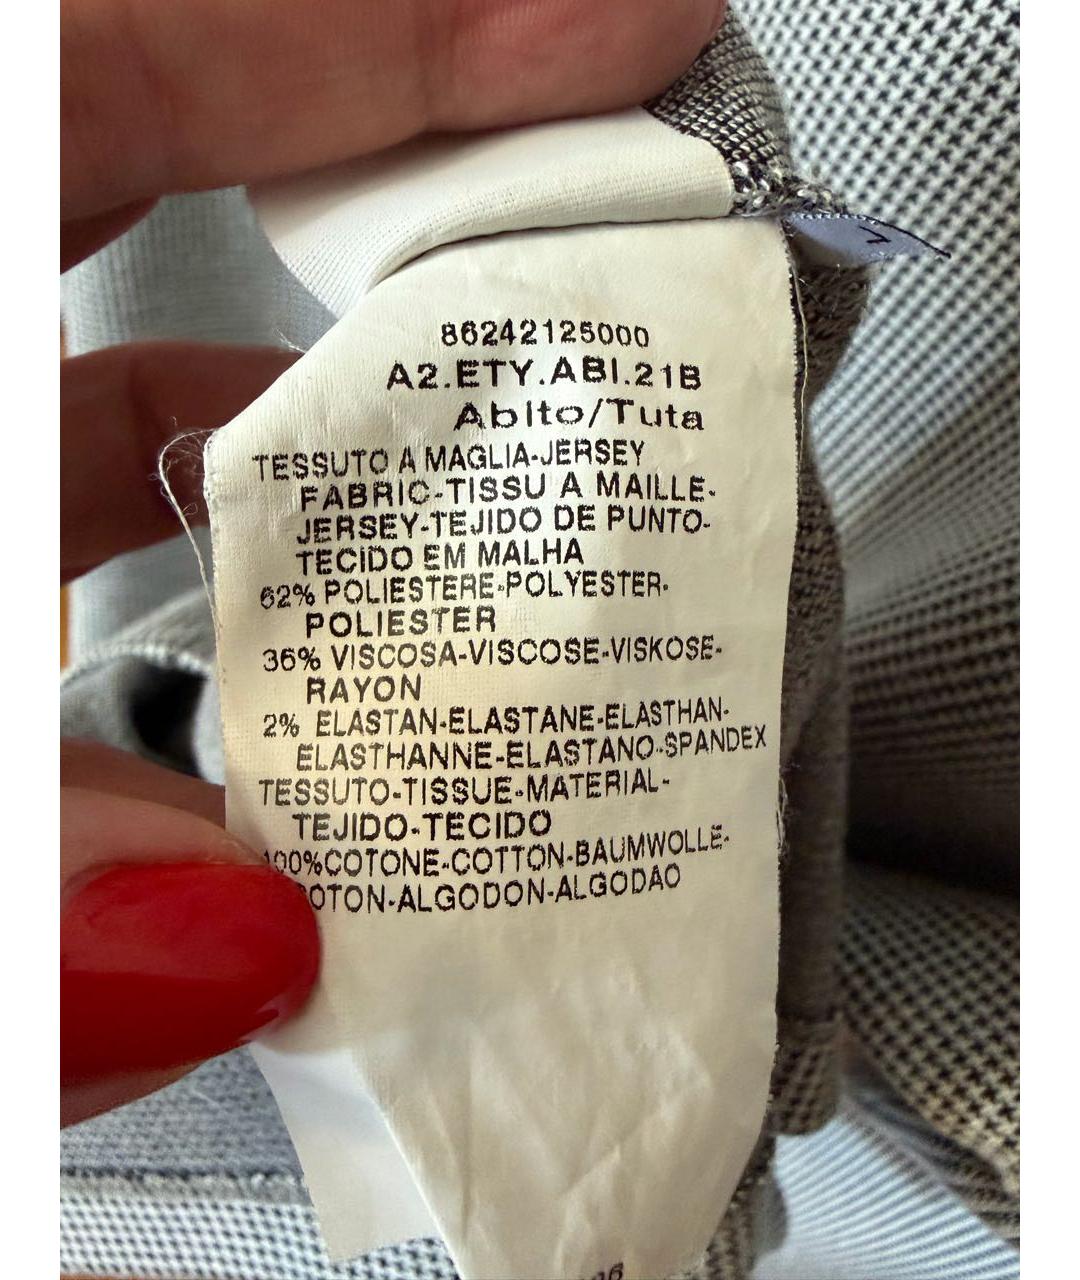 86242125000
A2.ETY.ABI.21B
Abito/Tuta
TESSUTO A MAGLIA-JERSEY
FABRIC-TISSU A MAILLE-
JERSEY-TEJIDO DE PUNTO-
TECIDO EM MALHA
62% POLIESTERE-POLYESTER-
POLIESTER
36% VISCOSA-VISCOSE-VISKOSE-
RAYON
2% ELASTAN-ELASTANE-ELASTHAN-
ELASTHANNE-ELASTANO-SPANDEX
TESSUTO-TISSUE-MATERIAL-
TEJIDO-TECIDO
100%COTONE-COTTON-BAUMWOLLE-
OTON-ALGODON-ALGODAO